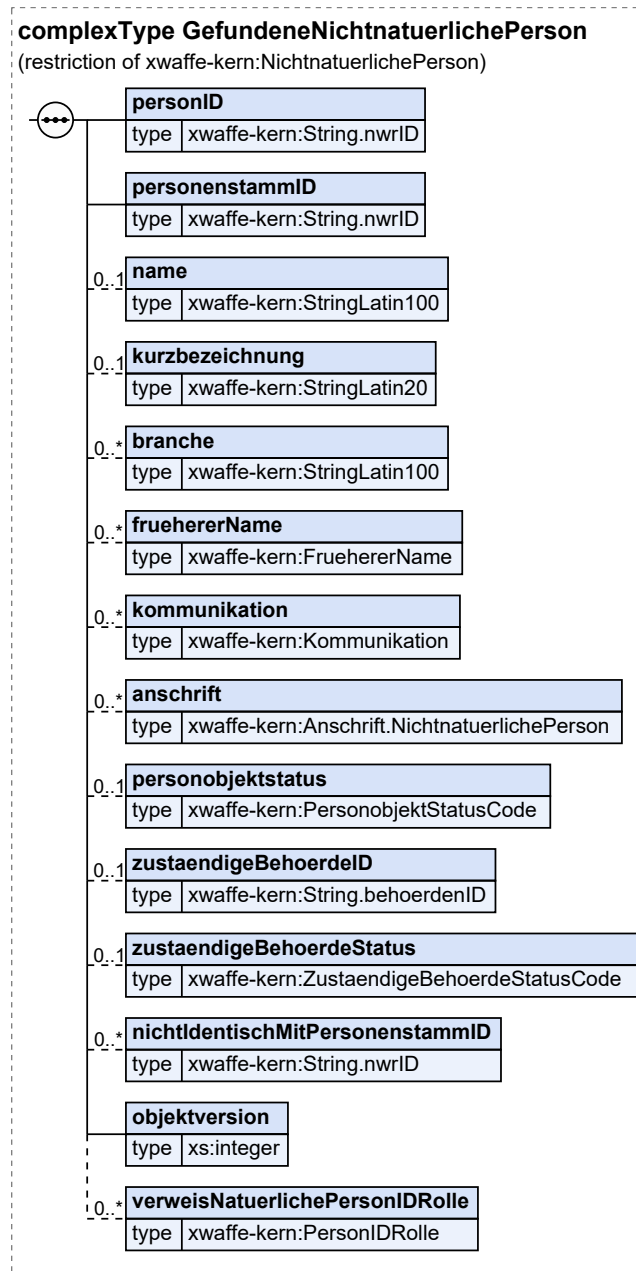 complexType GefundeneNichtnatuerlichePerson
(restriction of xwaffe-kern:NichtnatuerlichePerson)
personID
type xwaffe-kern:String.nwrID
personenstammID
type xwaffe-kern:String.nwrID
0..1 name
type xwaffe-kern:StringLatin100
0..1 kurzbezeichnung
type xwaffe-kern:StringLatin20
0..* branche
type xwaffe-kern:StringLatin100
0..* fruehererName
type xwaffe-kern:FruehererName
0..* kommunikation
type xwaffe-kern:Kommunikation
0..* anschrift
type xwaffe-kern:Anschrift.NichtnatuerlichePerson
0..1 personobjektstatus
type xwaffe-kern:PersonobjektStatusCode
0..1 zustaendigeBehoerdeID
type xwaffe-kern:String.behoerdenID
0..1 zustaendigeBehoerdeStatus
type xwaffe-kern:ZustaendigeBehoerdeStatusCode
0..* nichtIdentischMitPersonenstammID
type xwaffe-kern:String.nwrID
objektversion
type xs:integer
0..* verweisNatuerlichePersonIDRolle
type xwaffe-kern:PersonIDRolle